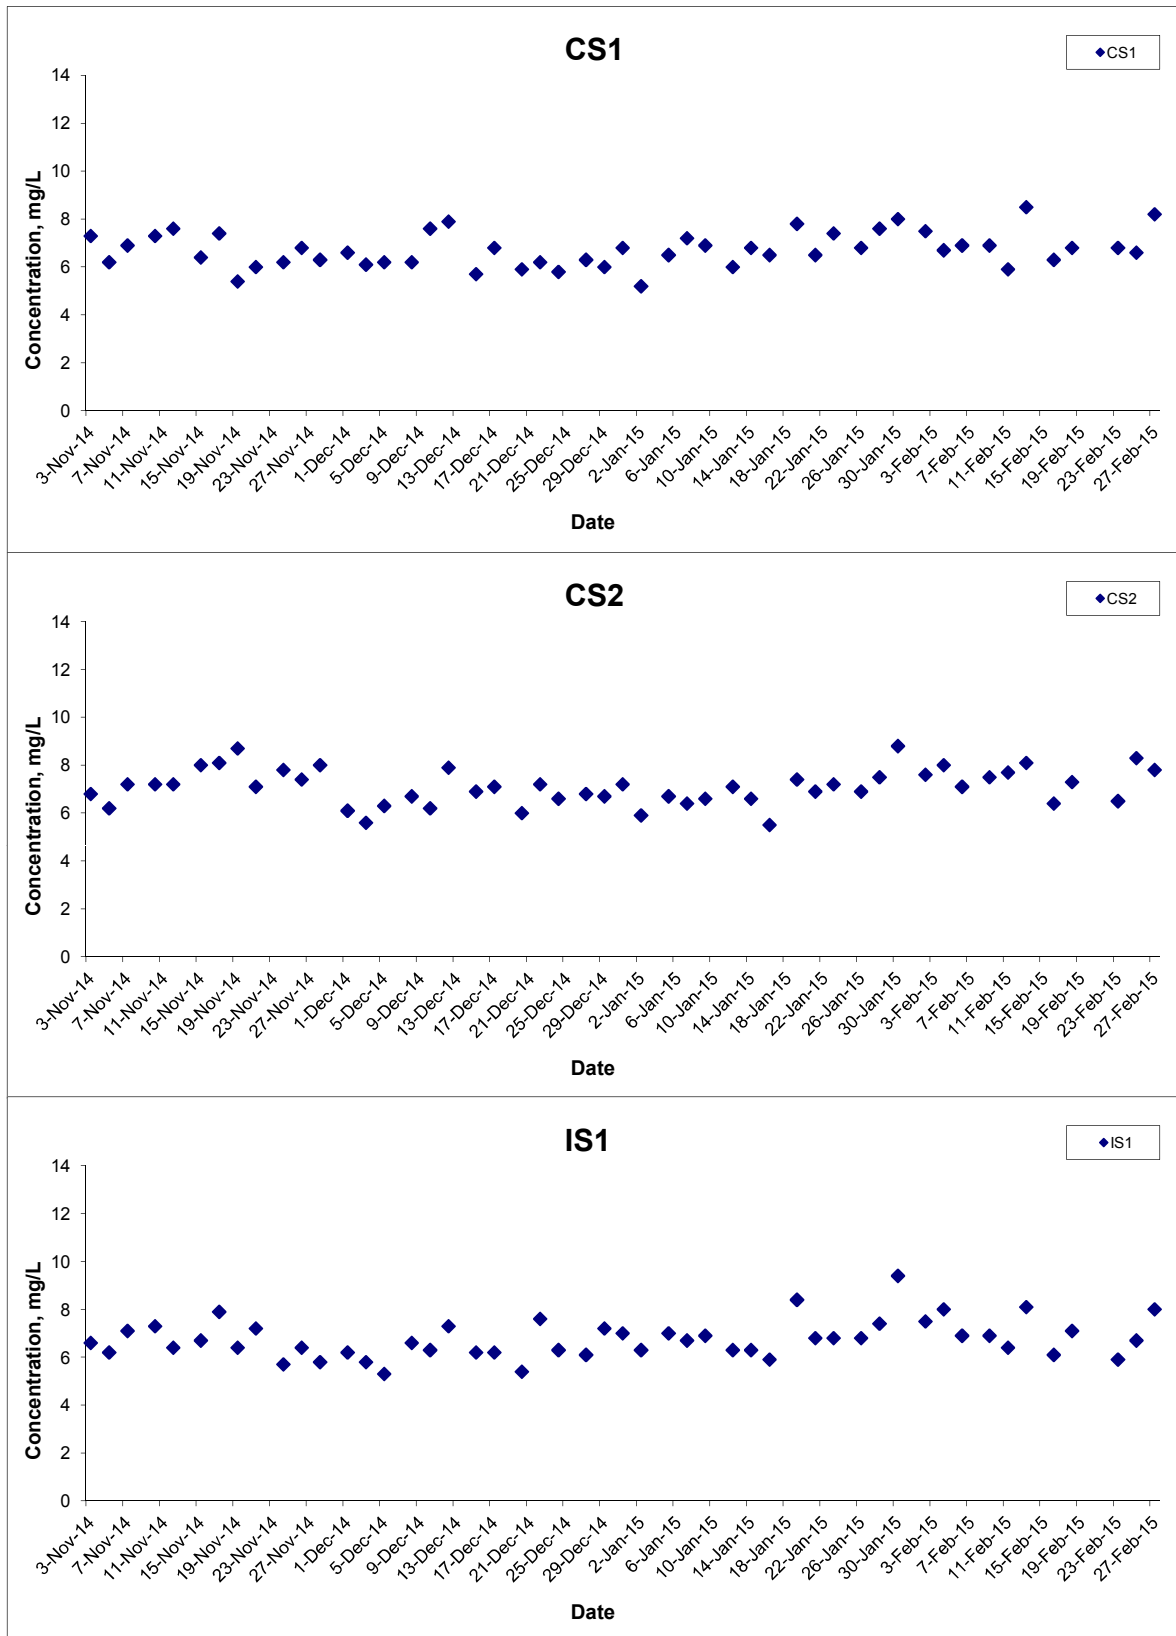 CS1
CS1
14
12
10
8
6
4
2
0
Concentration, mg/L
3-Nov-14
7-Nov-14
11-Nov-14
15-Nov-14
19-Nov-14
23-Nov-14
27-Nov-14
1-Dec-14
5-Dec-14
9-Dec-14
13-Dec-14
17-Dec-14
21-Dec-14
25-Dec-14
29-Dec-14
2-Jan-15
6-Jan-15
10-Jan-15
14-Jan-15
18-Jan-15
22-Jan-15
26-Jan-15
30-Jan-15
3-Feb-15
7-Feb-15
11-Feb-15
15-Feb-15
19-Feb-15
23-Feb-15
27-Feb-15
Date
CS2
CS2
14
12
10
8
6
4
2
0
Concentration, mg/L
3-Nov-14
7-Nov-14
11-Nov-14
15-Nov-14
19-Nov-14
23-Nov-14
27-Nov-14
1-Dec-14
5-Dec-14
9-Dec-14
13-Dec-14
17-Dec-14
21-Dec-14
25-Dec-14
29-Dec-14
2-Jan-15
6-Jan-15
10-Jan-15
14-Jan-15
18-Jan-15
22-Jan-15
26-Jan-15
30-Jan-15
3-Feb-15
7-Feb-15
11-Feb-15
15-Feb-15
19-Feb-15
23-Feb-15
27-Feb-15
Date
IS1
IS1
14
12
10
8
6
4
2
0
Concentration, mg/L
3-Nov-14
7-Nov-14
11-Nov-14
15-Nov-14
19-Nov-14
23-Nov-14
27-Nov-14
1-Dec-14
5-Dec-14
9-Dec-14
13-Dec-14
17-Dec-14
21-Dec-14
25-Dec-14
29-Dec-14
2-Jan-15
6-Jan-15
10-Jan-15
14-Jan-15
18-Jan-15
22-Jan-15
26-Jan-15
30-Jan-15
3-Feb-15
7-Feb-15
11-Feb-15
15-Feb-15
19-Feb-15
23-Feb-15
27-Feb-15
Date